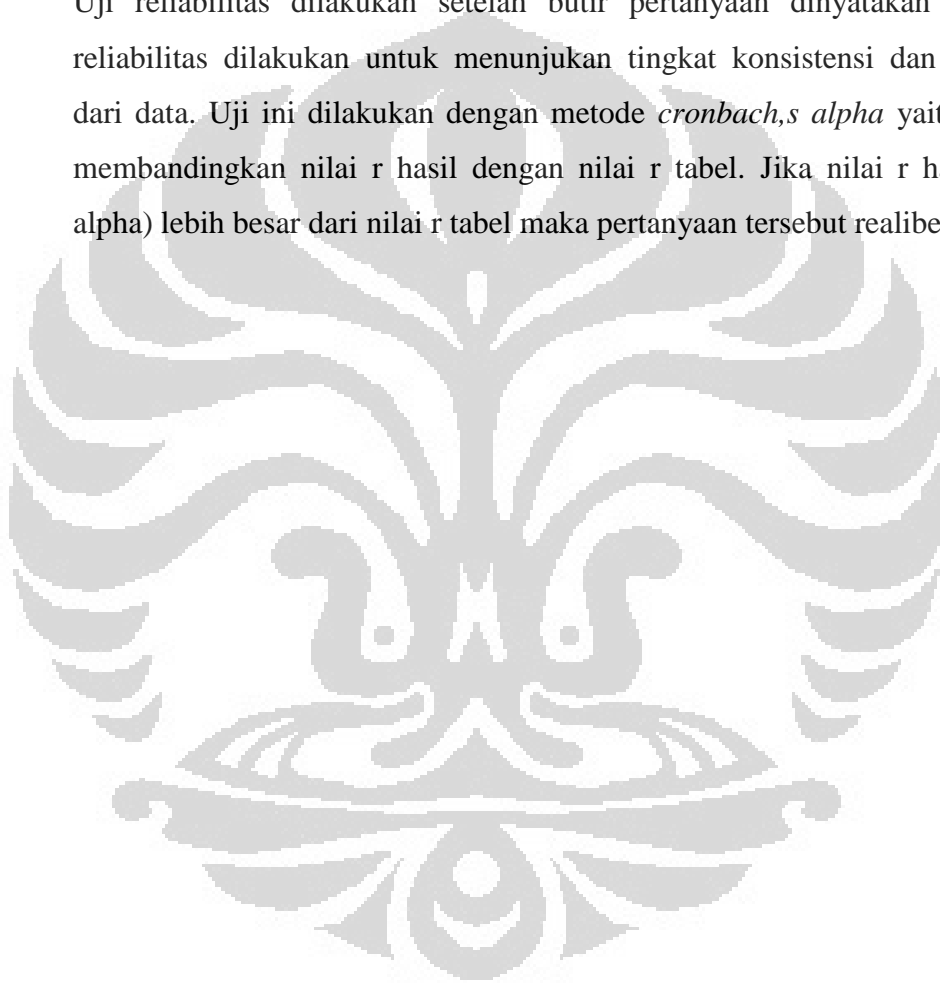 Uji reliabilitas dilakukan setelah butir pertanyaan dinyatakan
reliabilitas dilakukan untuk menunjukan tingkat konsistensi dan
dari data. Uji ini dilakukan dengan metode cronbach,s alpha yait
membandingkan nilai r hasil dengan nilai r tabel. Jika nilai r ha
alpha) lebih besar dari nilai r tabel maka pertanyaan tersebut realibe